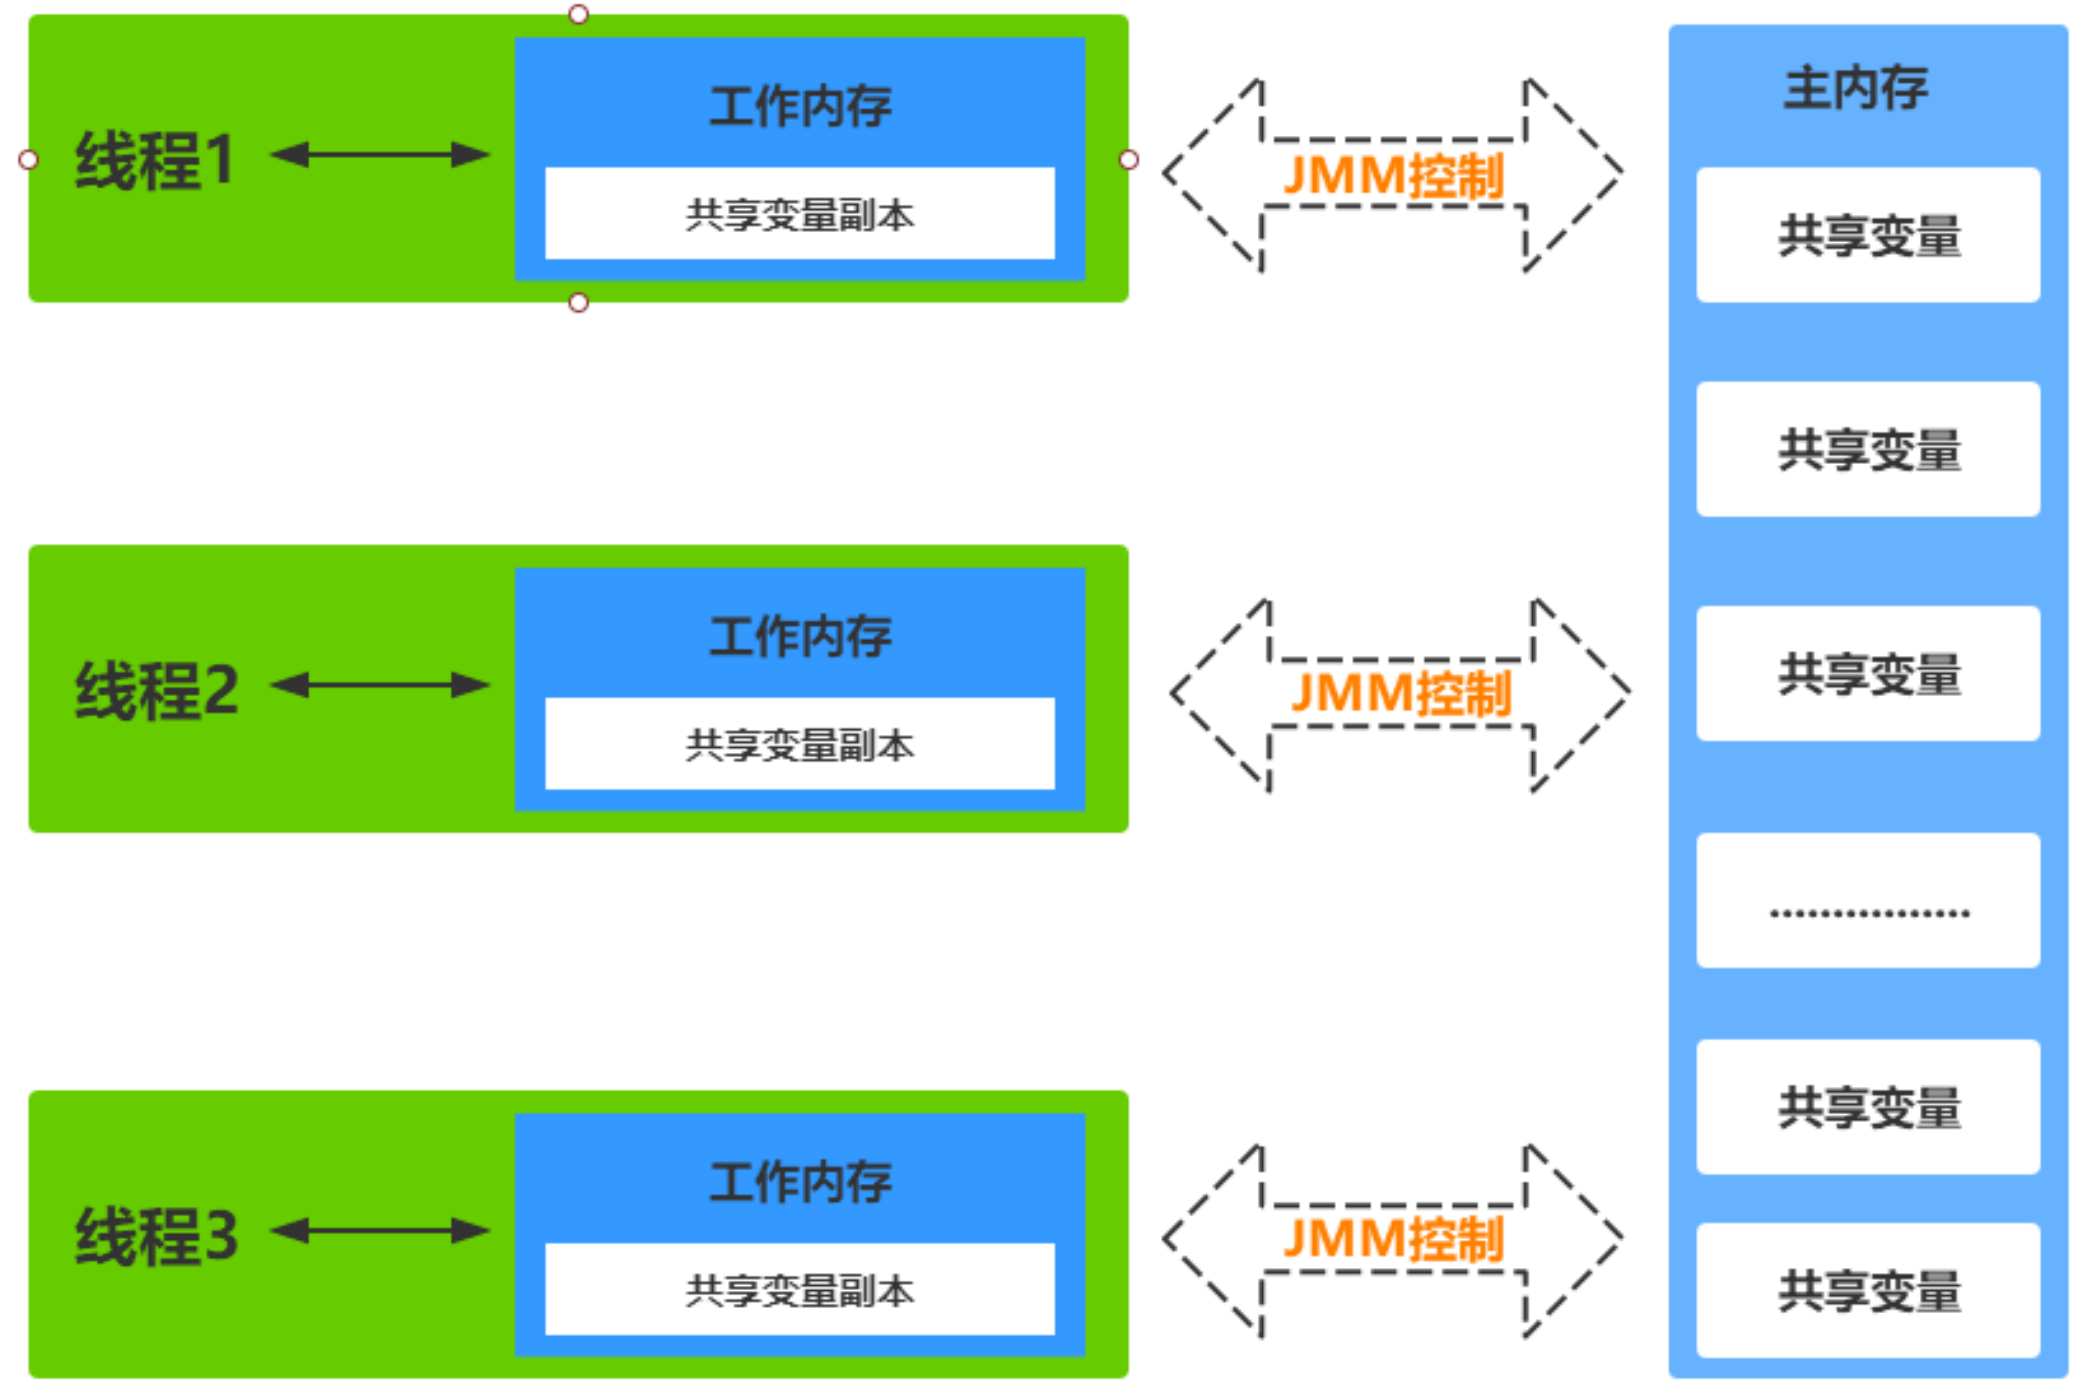 线程1
工作内存
共享变量副本
JMM控制
线程2
工作内存
共享变量副本
JMM控制
线程3
工作内存
共享变量副本
JMM控制
主内存
共享变量
共享变量
共享变量
................
共享变量
共享变量